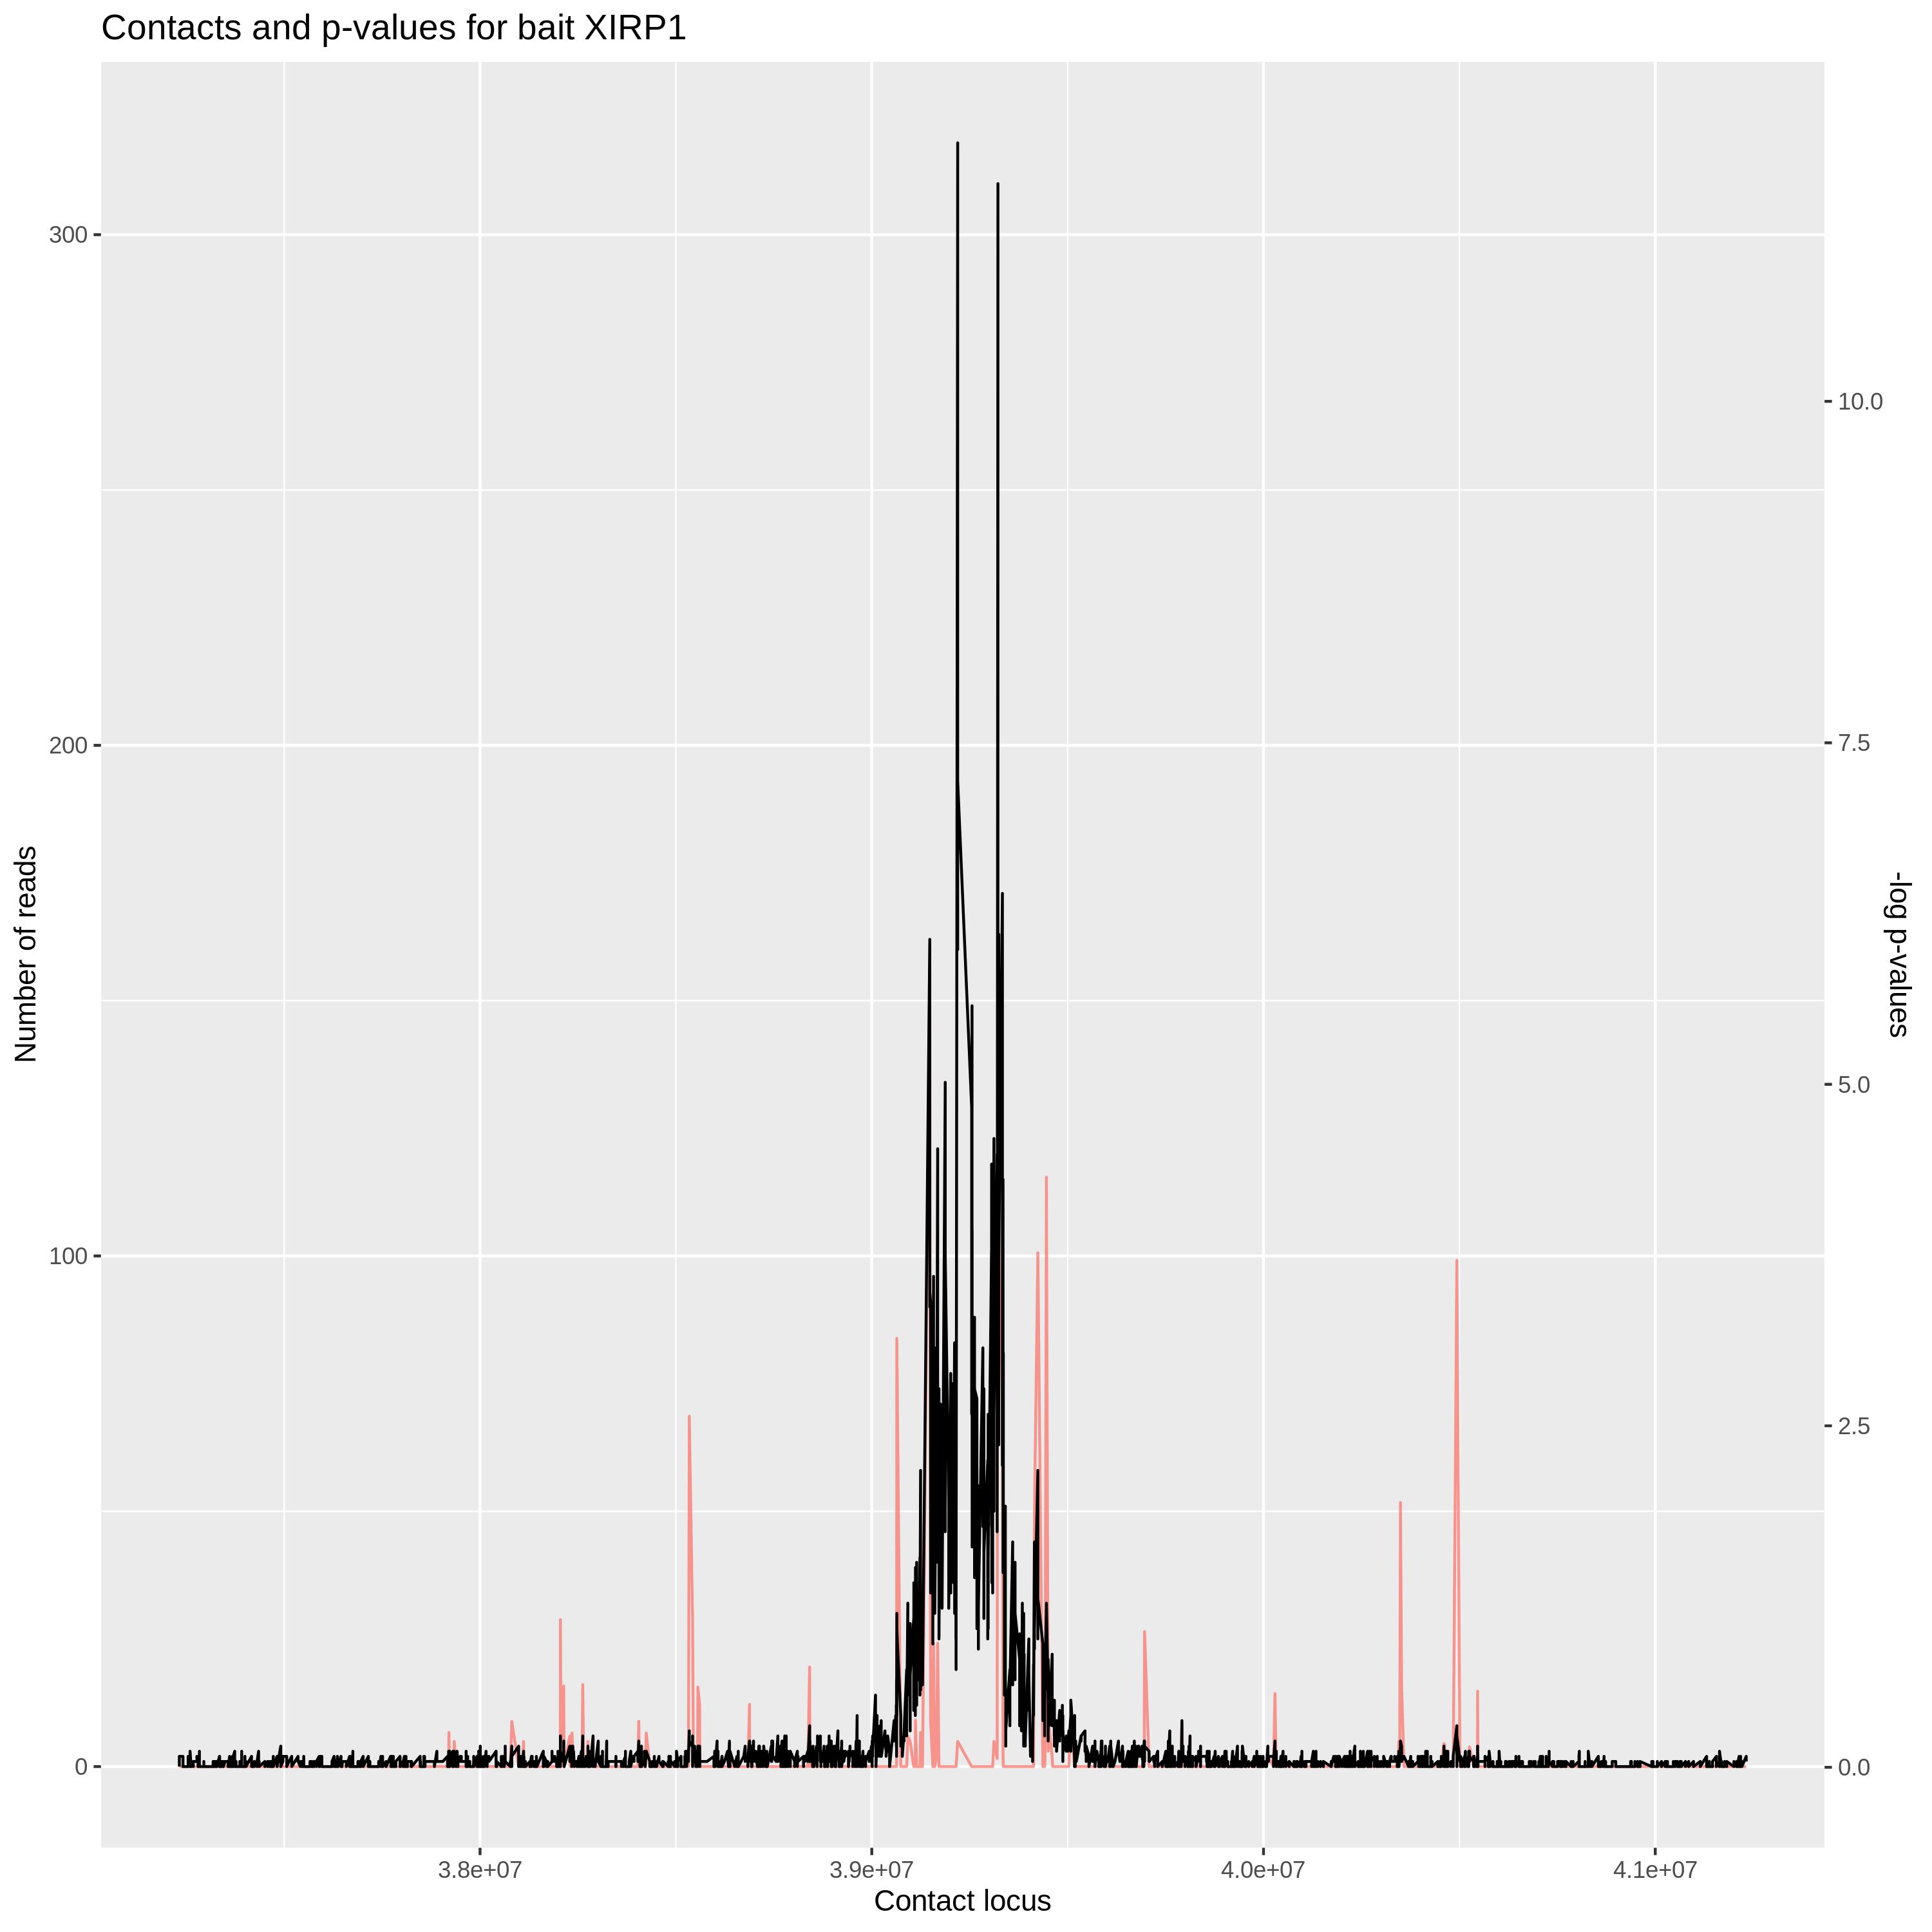 Contacts and p-values for bait XIRP1
300
200
100
0
Number of reads
10.0
7.5
5.0
2.5
0.0
-log p-values
3.8e+07
3.9e+07
4.0e+07
4.1e+07
Contact locus